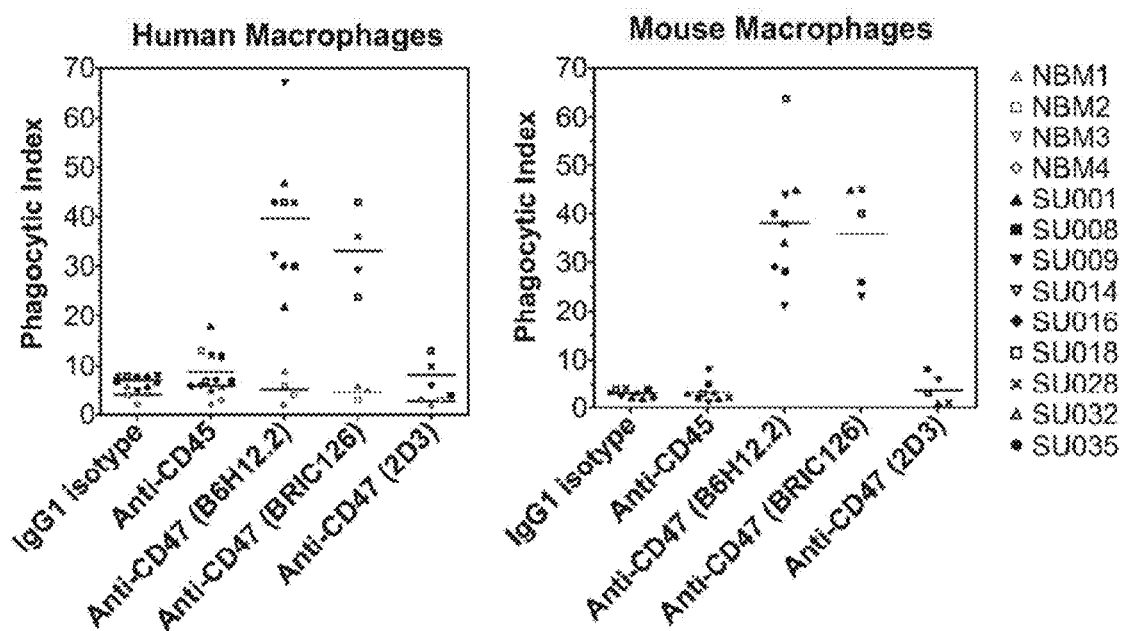 Human Macrophages
Phagocytic Index
70
60
50
40
30
20
10
0
IgG1 isotype
Anti-CD45
Anti-CD47 (B6H12.2)
Anti-CD47 (BRIC126)
Anti-CD47 (2D3)
Mouse Macrophages
Phagocytic Index
70
60
50
40
30
20
10
0
IgG1 isotype
Anti-CD45
Anti-CD47 (B6H12.2)
Anti-CD47 (BRIC126)
Anti-CD47 (2D3)
NBM1
NBM2
NBM3
NBM4
SU001
SU008
SU009
SU014
SU016
SU018
SU028
SU032
SU035